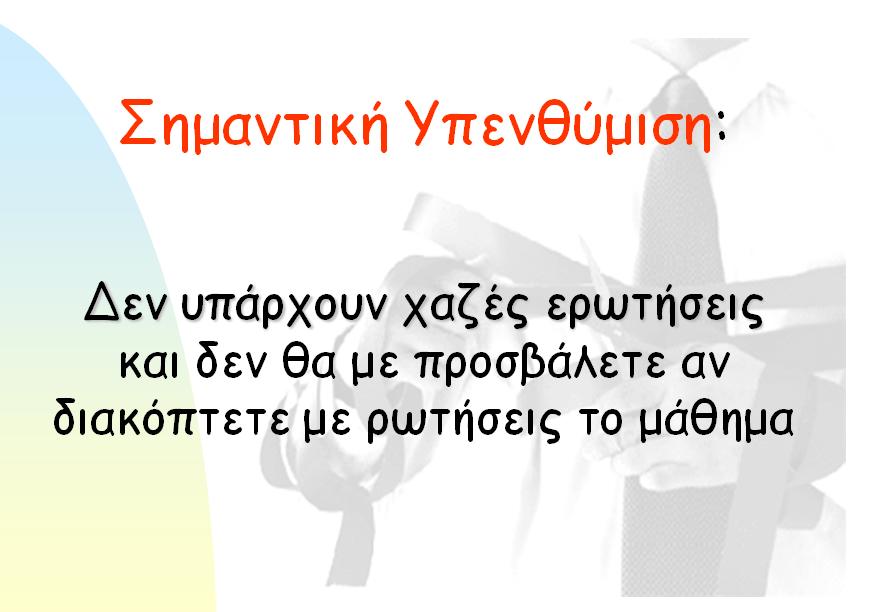 Σημαντική Υπενθύμιση:
Δεν υπάρχουν χαζές ερωτήσεις
και δεν θα με προσβάλετε αν
διακόπτετε με ρωτήσεις το μάθημα